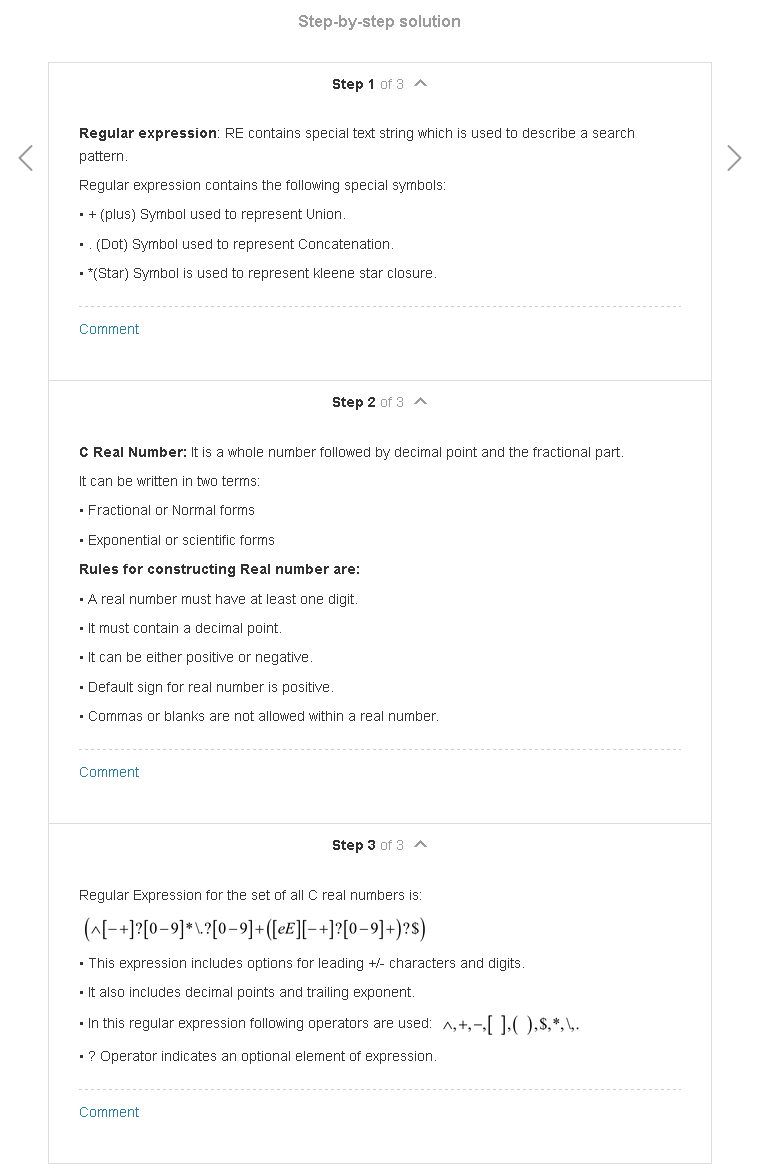 Step-by-step solution
Step 1 of 3
Regular expression: RE contains special text string which is used to describe a search
pattern.
Regular expression contains the following special symbols:
• + (plus) Symbol used to represent Union.
• . (Dot) Symbol used to represent Concatenation.
• *(Star) Symbol is used to represent kleene star closure.
Comment
Step 2 of 3
C Real Number: It is a whole number followed by decimal point and the fractional part.
It can be written in two terms:
• Fractional or Normal forms
• Exponential or scientific forms
Rules for constructing Real number are:
• A real number must have at least one digit.
• It must contain a decimal point.
• It can be either positive or negative.
• Default sign for real number is positive.
• Commas or blanks are not allowed within a real number.
Comment
Step 3 of 3
Regular Expression for the set of all C real numbers is:
(∧[−+]?[0−9]*\.?[0−9]+([eE][−+]?[0−9]+)?$)
• This expression includes options for leading +/- characters and digits.
• It also includes decimal points and trailing exponent.
• In this regular expression following operators are used: ∧,+,−,[ ],( ),$,*,\,.
• ? Operator indicates an optional element of expression.
Comment